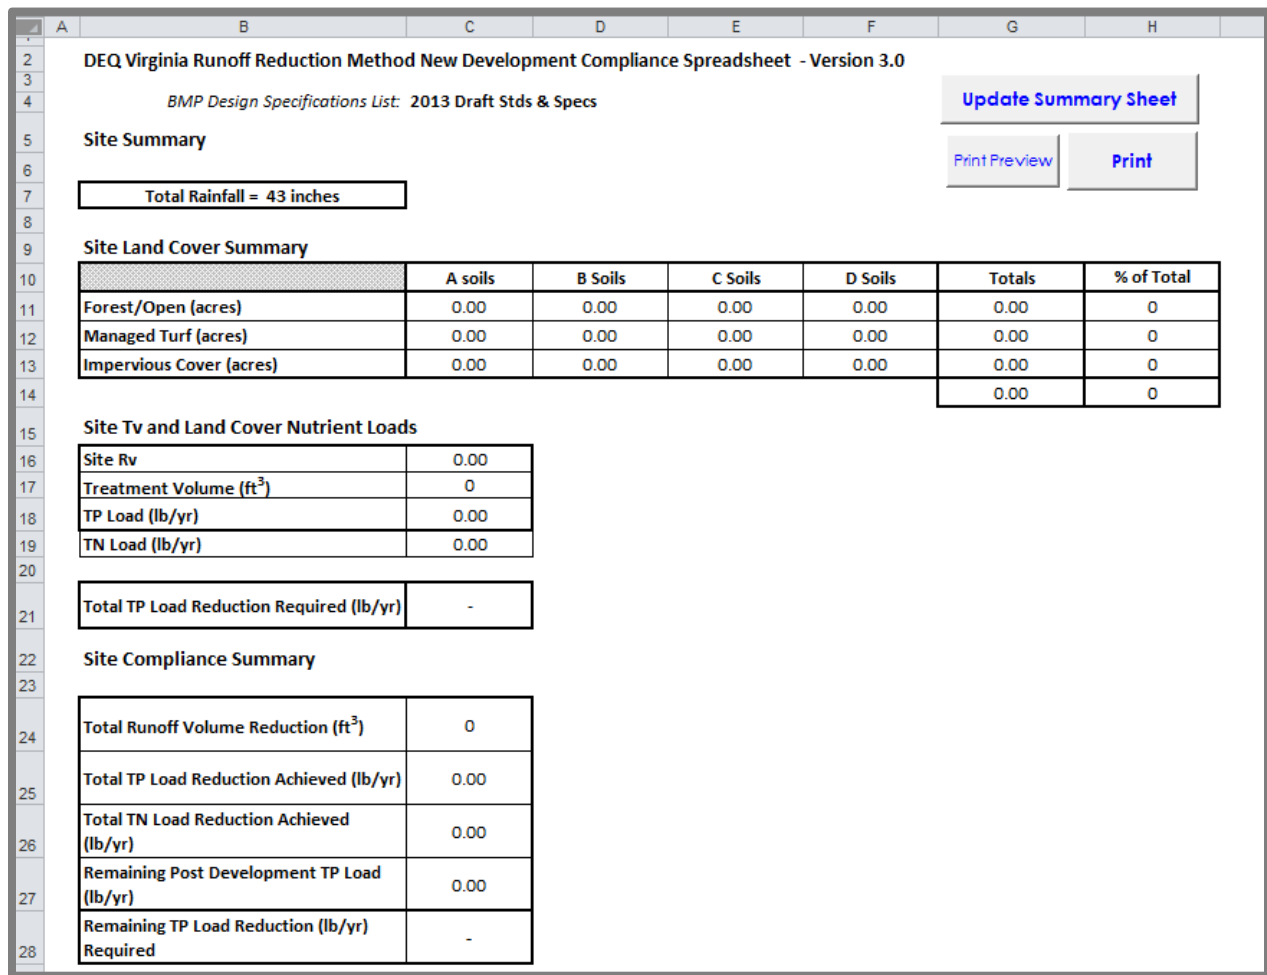 A B C D E F G H
2 DEQ Virginia Runoff Reduction Method New Development Compliance Spreadsheet - Version 3.0
3
4 BMP Design Specifications List: 2013 Draft Stds & Specs
Update Summary Sheet
5 Site Summary
Print Preview Print
6
7 Total Rainfall = 43 inches
8
9 Site Land Cover Summary
10 A soils B Soils C Soils D Soils Totals % of Total
11 Forest/Open (acres) 0.00 0.00 0.00 0.00 0.00 0
12 Managed Turf (acres) 0.00 0.00 0.00 0.00 0.00 0
13 Impervious Cover (acres) 0.00 0.00 0.00 0.00 0.00 0
14 0.00 0
15 Site Tv and Land Cover Nutrient Loads
16 Site Rv 0.00
17 Treatment Volume (ft³) 0
18 TP Load (lb/yr) 0.00
19 TN Load (lb/yr) 0.00
20
21 Total TP Load Reduction Required (lb/yr) -
22 Site Compliance Summary
23
24 Total Runoff Volume Reduction (ft³) 0
25 Total TP Load Reduction Achieved (lb/yr) 0.00
Total TN Load Reduction Achieved
26 (lb/yr) 0.00
Remaining Post Development TP Load
27 (lb/yr) 0.00
Remaining TP Load Reduction (lb/yr)
28 Required -